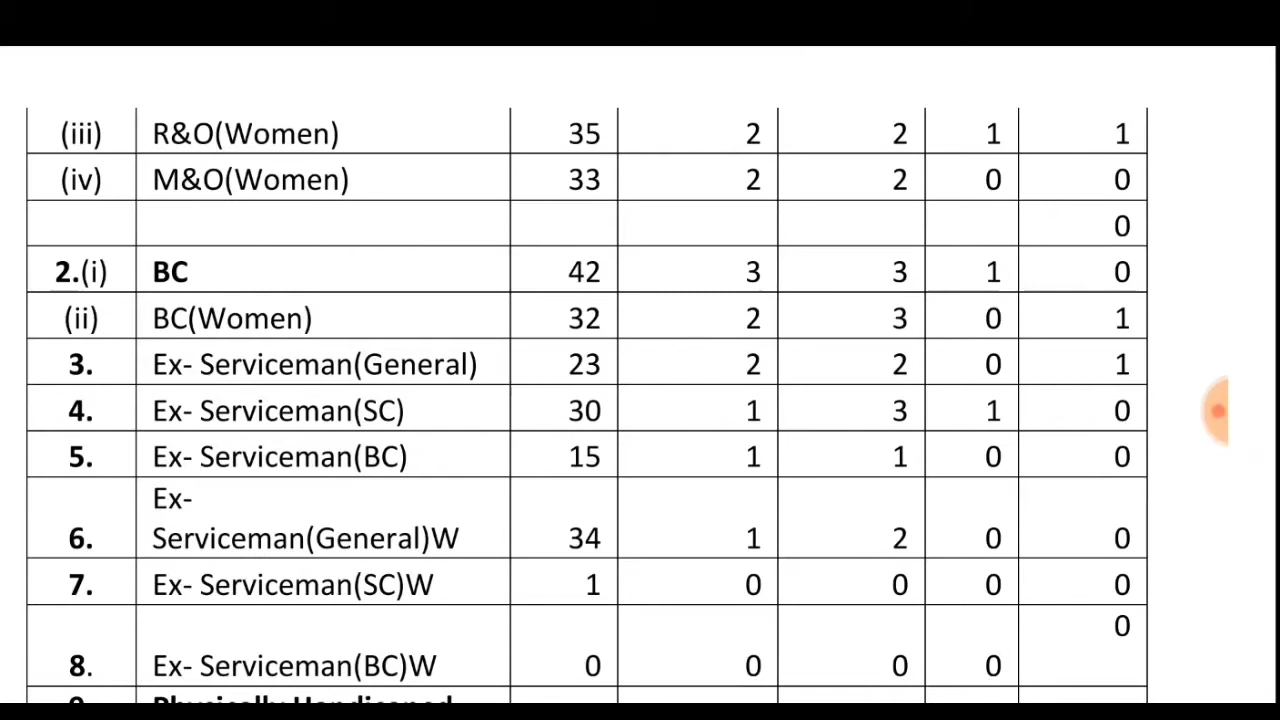 (iii) R&O(Women) 35 2 2 1 1
(iv) M&O(Women) 33 2 2 0 0
0
2.(i) BC 42 3 3 1 0
(ii) BC(Women) 32 2 3 0 1
3. Ex- Serviceman(General) 23 2 2 0 1
4. Ex- Serviceman(SC) 30 1 3 1 0
5. Ex- Serviceman(BC) 15 1 1 0 0
Ex-
6. Serviceman(General)W 34 1 2 0 0
7. Ex- Serviceman(SC)W 1 0 0 0 0
0
8. Ex- Serviceman(BC)W 0 0 0 0
9. Physically Handicapped